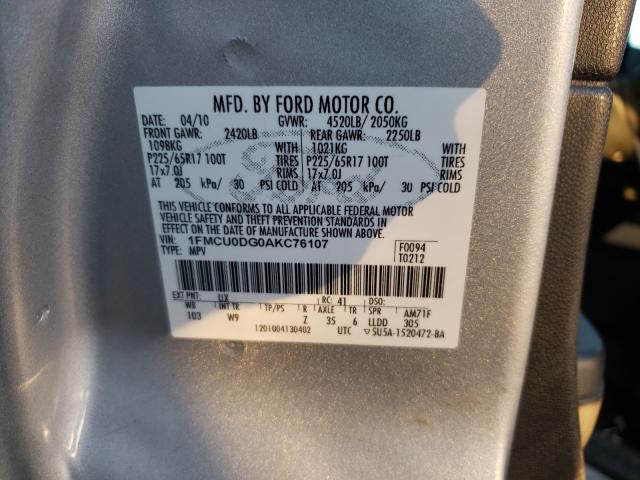 MFD. BY FORD MOTOR CO.
DATE: 04/10 GVWR: 4520LB/ 2050KG
FRONT GAWR: 2420LB REAR GAWR: 2250LB
1098KG WITH 1021KG WITH
P225/65R17 100T TIRES P225/65R17 100T TIRES
17x7.0J RIMS 17x7.0J RIMS
AT 205 kPa/ 30 PSI COLD AT 205 kPa/ 30 PSI COLD
THIS VEHICLE CONFORMS TO ALL APPLICABLE FEDERAL MOTOR
VEHICLE SAFETY AND THEFT PREVENTION STANDARDS IN
EFFECT ON THE DATE OF MANUFACTURE SHOWN ABOVE.
VIN: 1FMCU0DG0AKC76107 F0094
TYPE: MPV T0212
EXT PNT: UX RC: 41 DSO:
WB INT TR TP/PS R AXLE TR SPR AM71F
103 W9 Z 35 6 LLDD 305
1201004130402 UTC ▽5U5A-1520472-BA